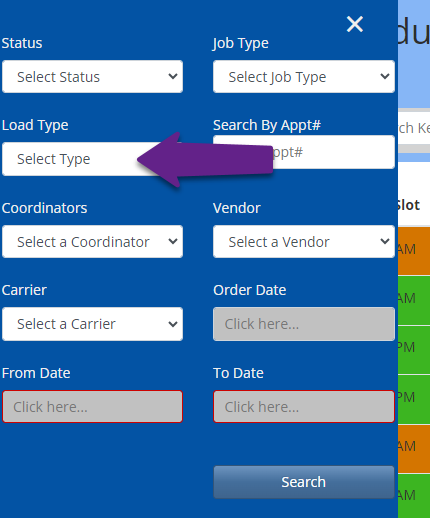 ×
Status
Job Type
Select Status
Select Job Type
Load Type
Search By Appt#
Select Type
ppt#
Coordinators
Vendor
Select a Coordinator
Select a Vendor
Carrier
Order Date
Select a Carrier
Click here...
From Date
To Date
Click here...
Click here...
Search
du
ch Ke
Slot
AM
AM
PM
PM
AM
AM